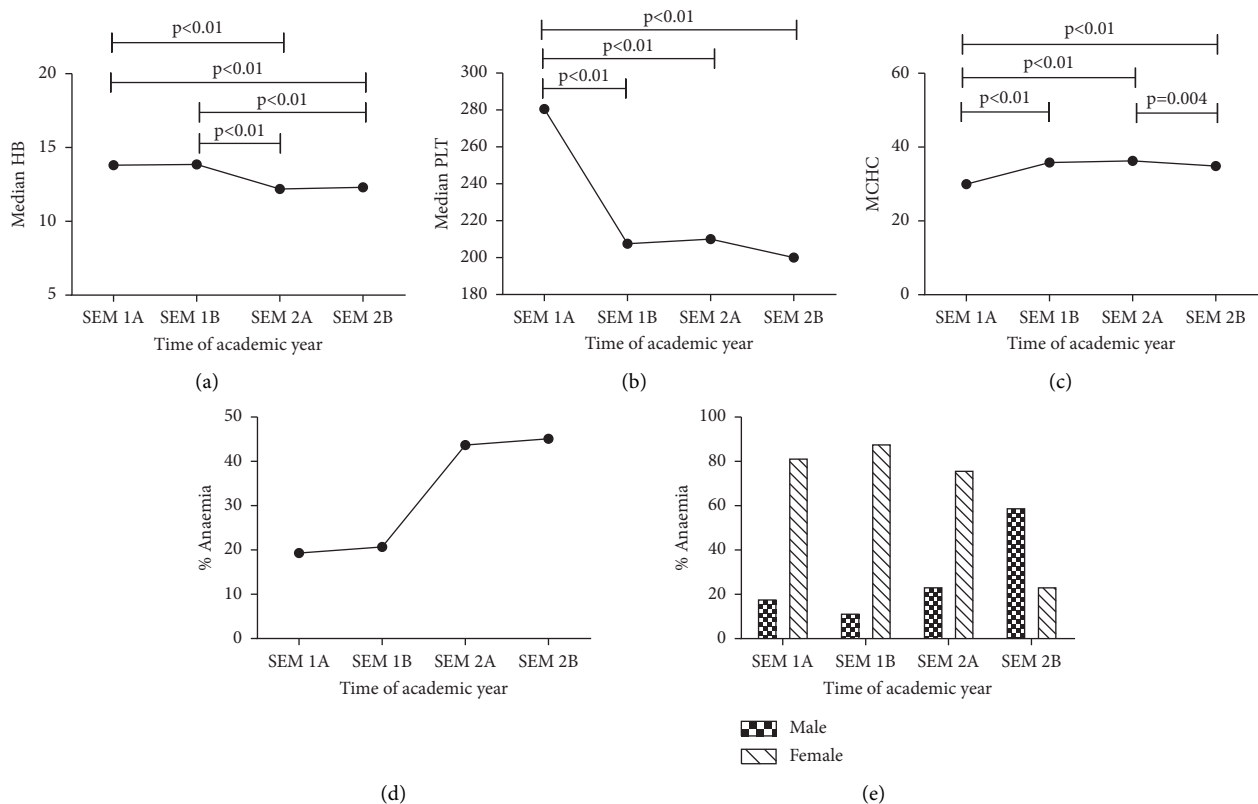 p<0.01
p<0.01
p<0.01
p<0.01
20
15
10
5
Median HB
SEM 1A SEM 1B SEM 2A SEM 2B
Time of academic year
(a)
p<0.01
p<0.01
p<0.01
300
280
260
240
220
200
180
Median PLT
SEM 1A SEM 1B SEM 2A SEM 2B
Time of academic year
(b)
p<0.01
p<0.01
p<0.01 p=0.004
60
40
20
0
MCHC
SEM 1A SEM 1B SEM 2A SEM 2B
Time of academic year
(c)
50
40
30
20
10
0
% Anaemia
SEM 1A SEM 1B SEM 2A SEM 2B
Time of academic year
(d)
100
80
60
40
20
0
% Anaemia
SEM 1A SEM 1B SEM 2A SEM 2B
Time of academic year
Male
Female
(e)